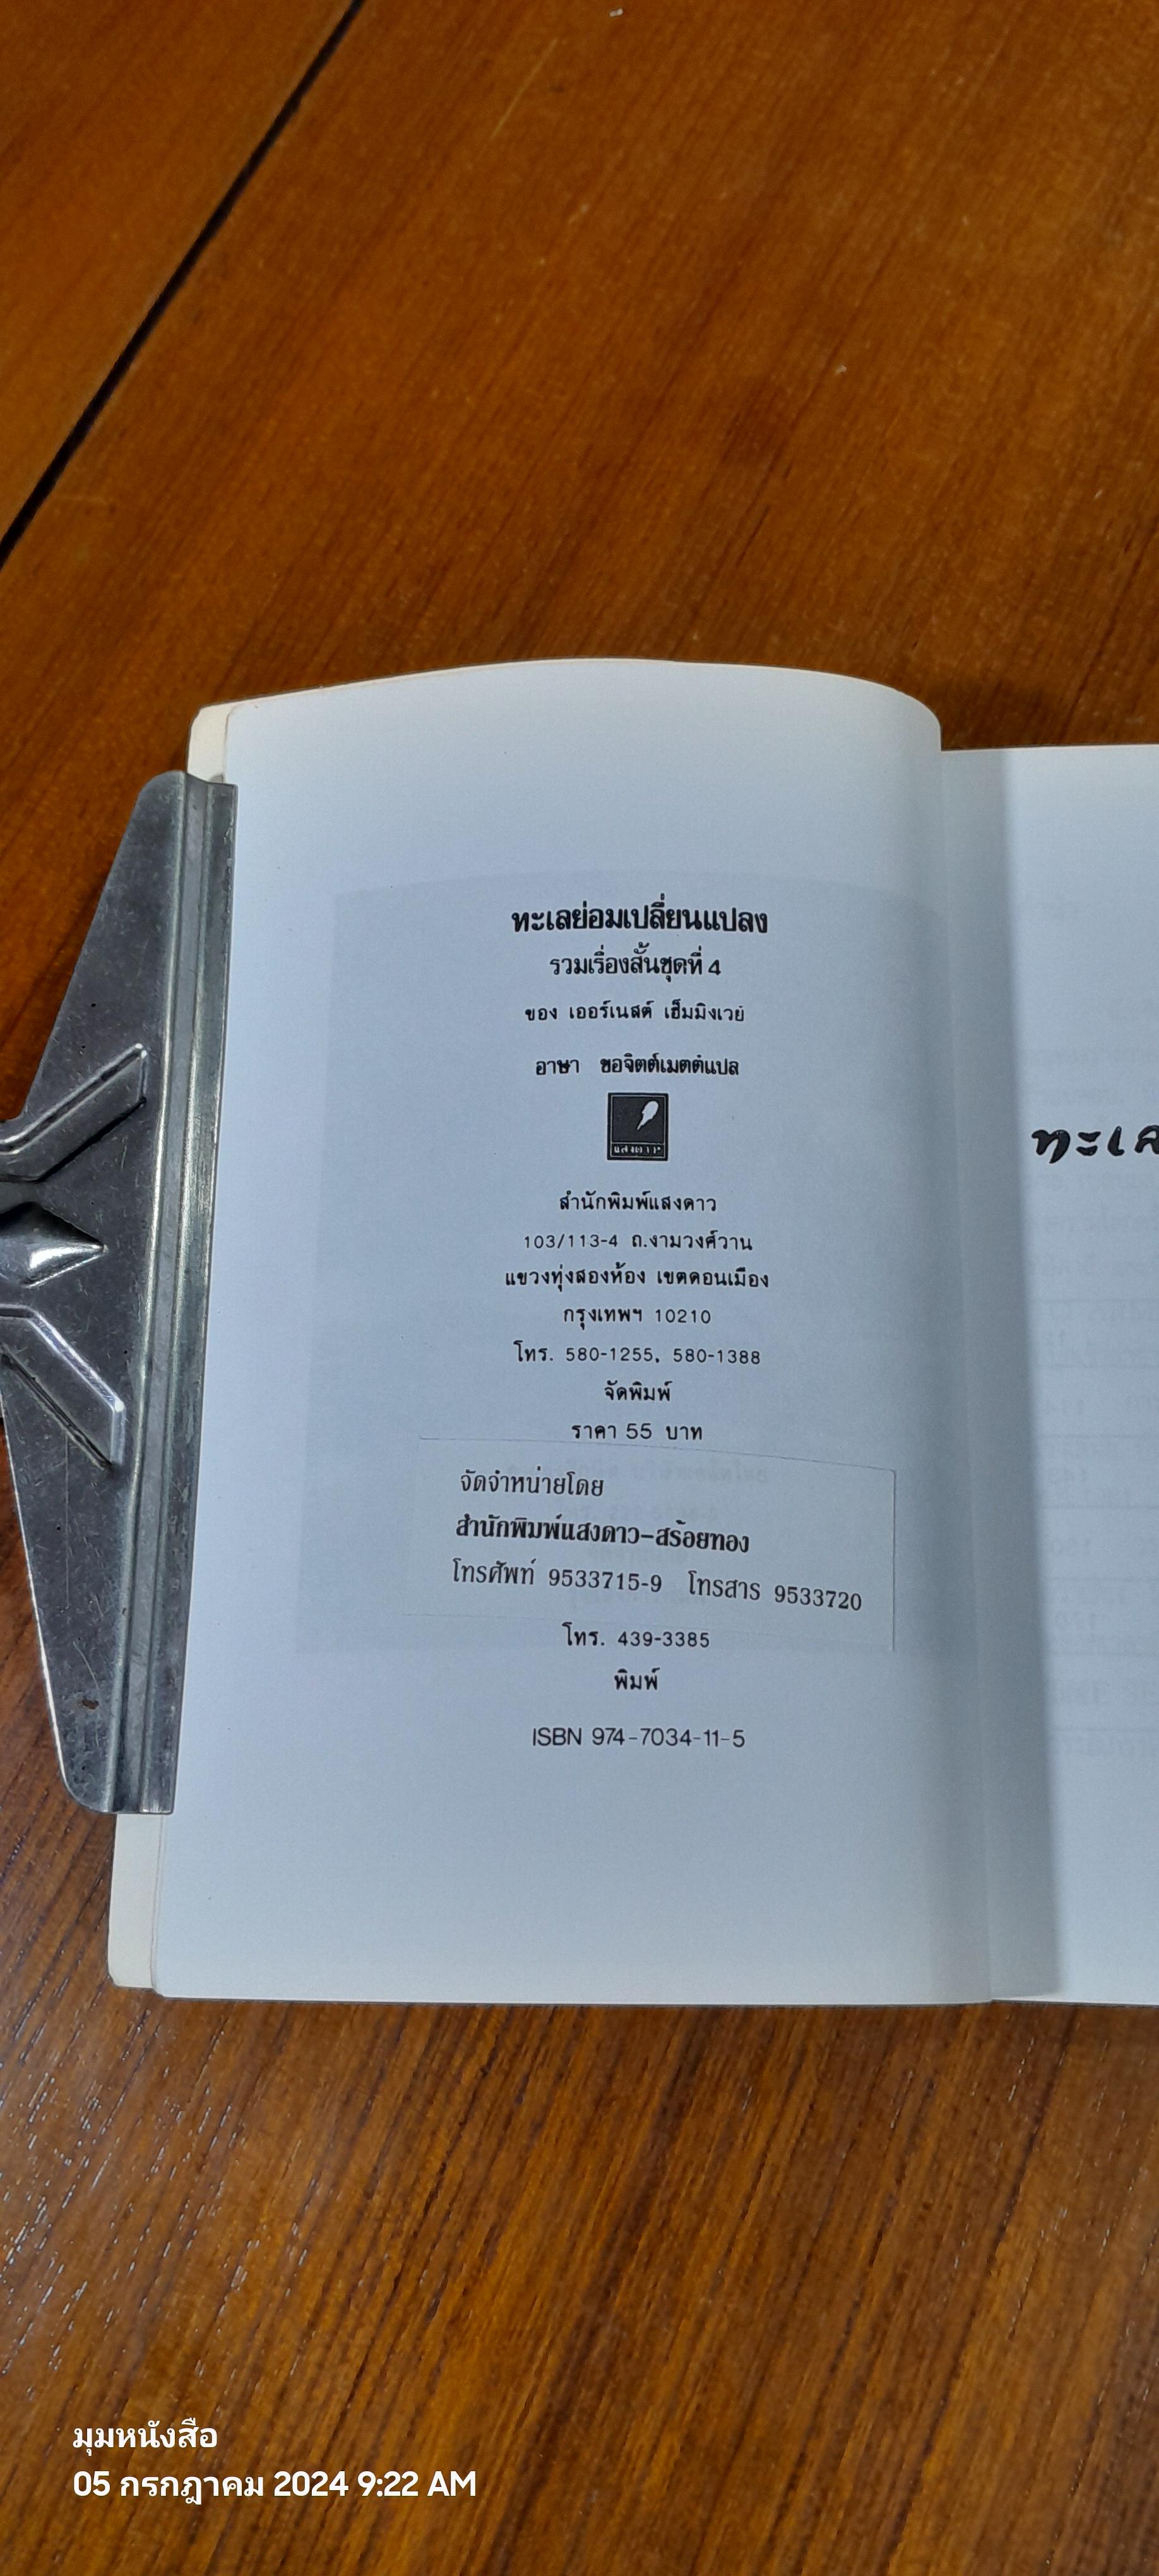 ทะเลย่อมเปลี่ยนแปลง
รวมเรื่องสั้นชุดที่ 4
ของ เออร์เนสต์ เฮ็มมิงเวย์
อาษา ขอจิตต์เมตต์แปล
แสงดาว
สำนักพิมพ์แสงดาว
103/113-4 ถ.งามวงศ์วาน
แขวงทุ่งสองห้อง เขตดอนเมือง
กรุงเทพฯ 10210
โทร. 580-1255, 580-1388
จัดพิมพ์
ราคา 55 บาท
จัดจำหน่ายโดย
สำนักพิมพ์แสงดาว-สร้อยทอง
โทรศัพท์ 9533715-9 โทรสาร 9533720
โทร. 439-3385
พิมพ์
ISBN 974-7034-11-5
ทะเล
มุมหนังสือ
05 กรกฎาคม 2024 9:22 AM